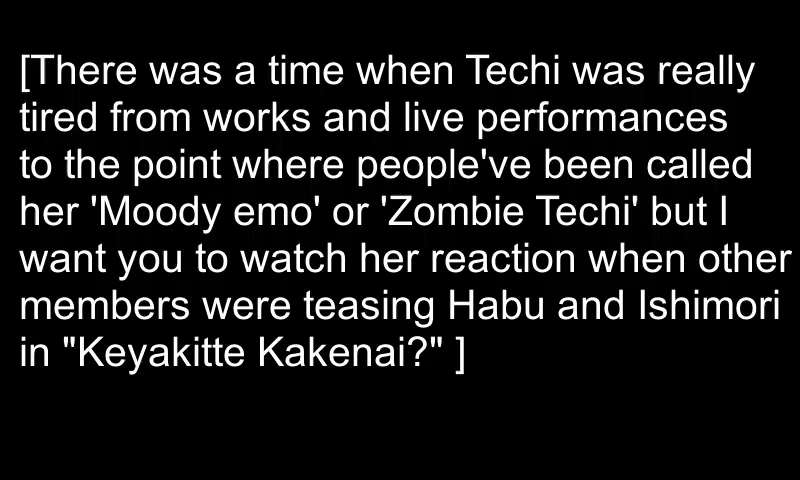 [There was a time when Techi was really
tired from works and live performances
to the point where people've been called
her 'Moody emo' or 'Zombie Techi' but I
want you to watch her reaction when other
members were teasing Habu and Ishimori
in "Keyakitte Kakenai?" ]